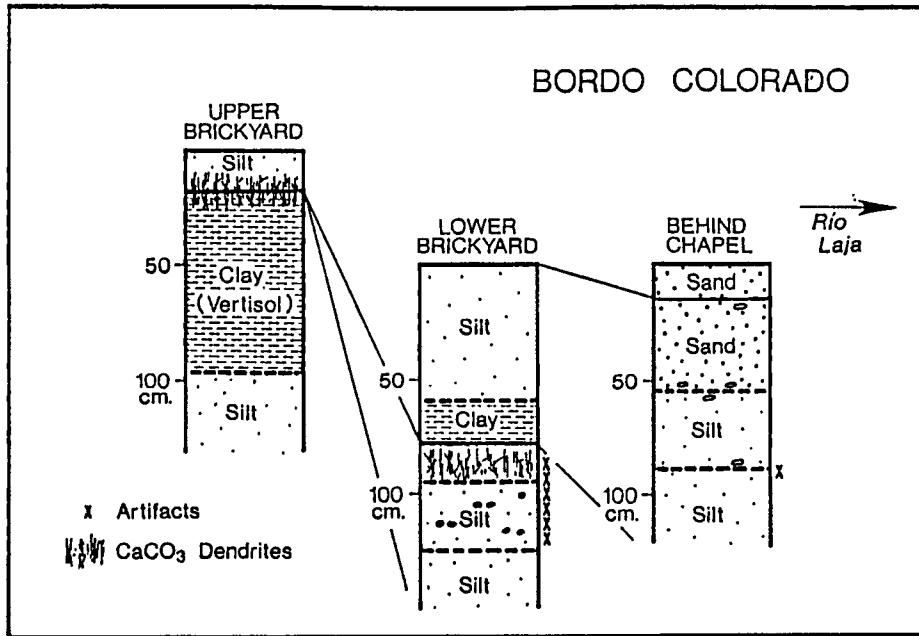 BORDO COLORADO
UPPER
BRICKYARD
Silt
50
Clay
(Vertisol)
100
cm.
Silt
LOWER
BRICKYARD
Silt
50
Clay
100
cm.
Silt
Silt
BEHIND
CHAPEL
Sand
Sand
50
Silt
100
cm.
Silt
x
Río
Laja
x Artifacts
CaCO₃ Dendrites